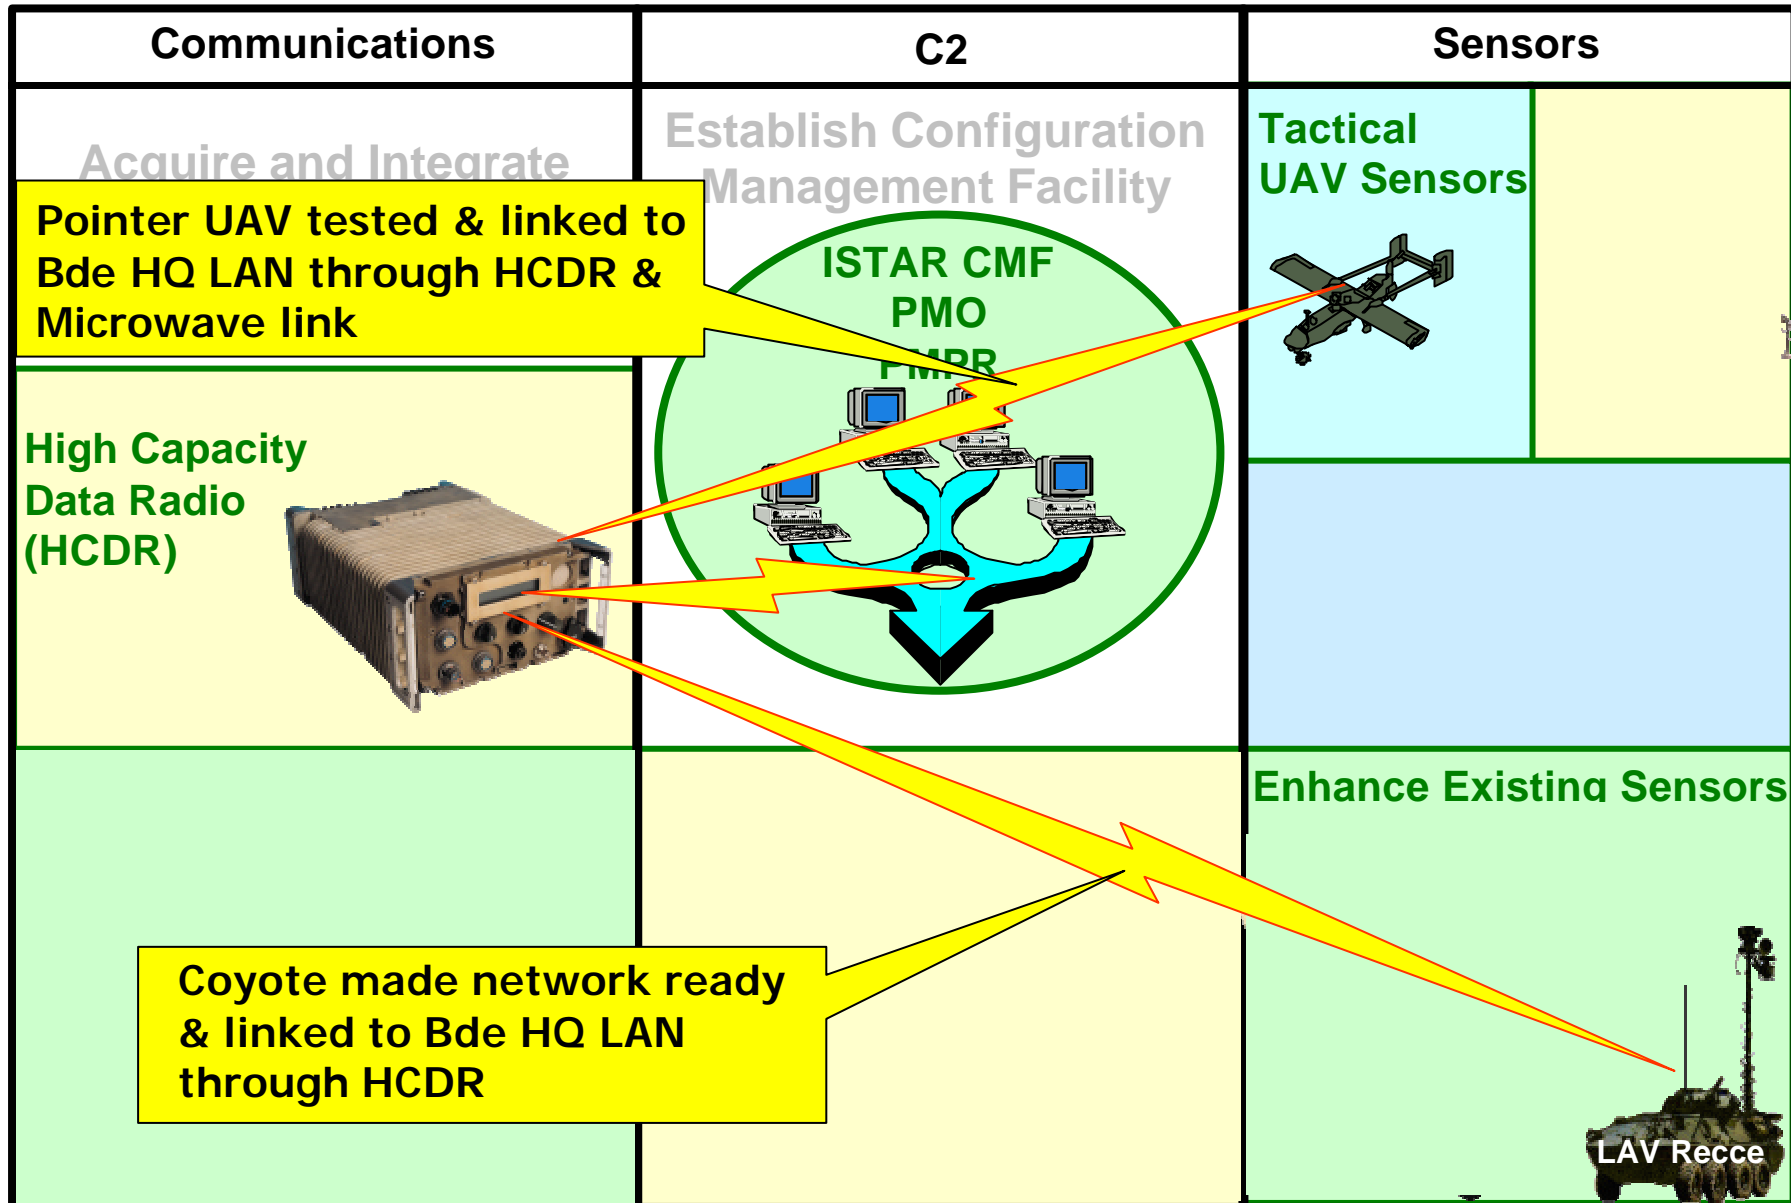 Communications
C2
Sensors
Acquire and Integrate
Establish Configuration
Management Facility
Tactical
UAV Sensors
Pointer UAV tested & linked to
Bde HQ LAN through HCDR &
Microwave link
ISTAR CMF
PMO
PMPR
High Capacity
Data Radio
(HCDR)
Enhance Existing Sensors
Coyote made network ready
& linked to Bde HQ LAN
through HCDR
LAV Recce